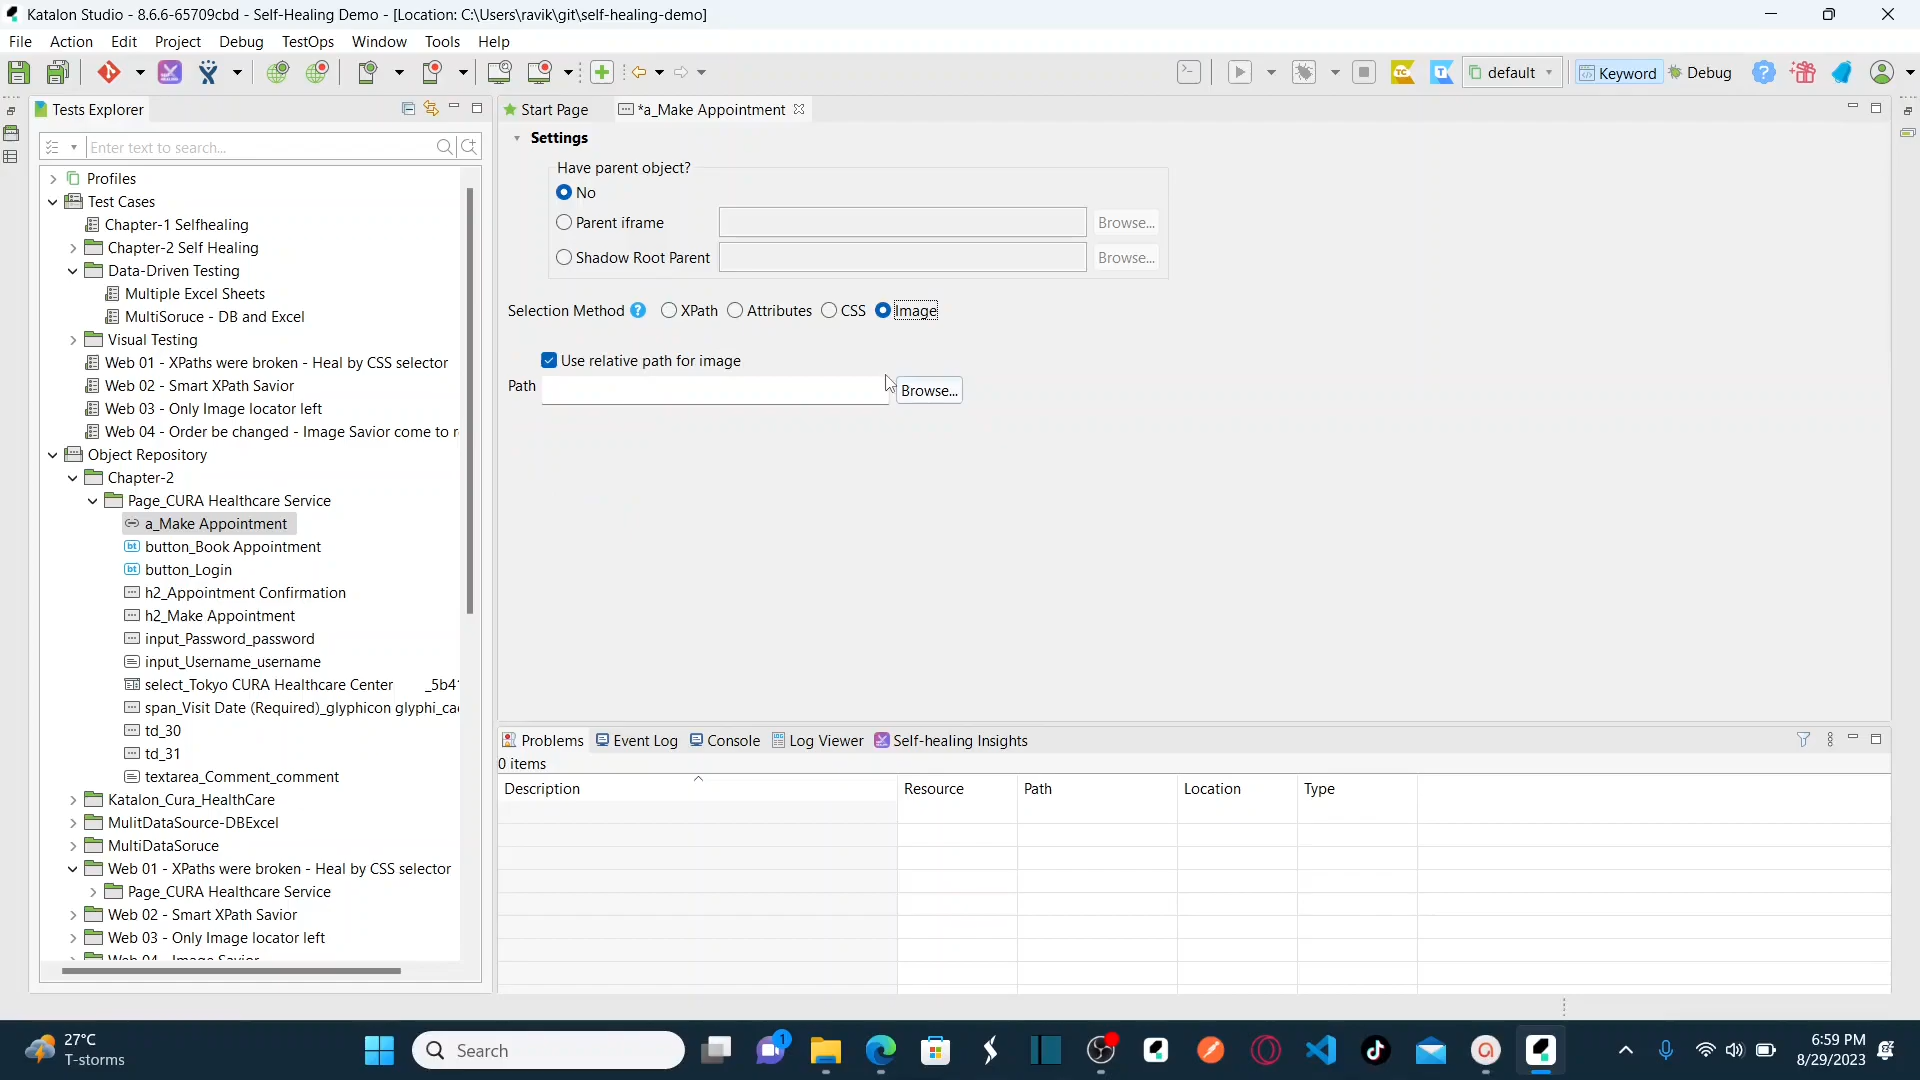 Katalon Studio - 8.6.6-65709cbd - Self-Healing Demo - [Location: C:\Users\ravik\git\self-healing-demo]
File Action Edit Project Debug TestOps Window Tools Help
default Keyword Debug
Tests Explorer
Enter text to search...
Profiles
Test Cases
Chapter-1 Selfhealing
Chapter-2 Self Healing
Data-Driven Testing
Multiple Excel Sheets
MultiSoruce - DB and Excel
Visual Testing
Web 01 - XPaths were broken - Heal by CSS selector
Web 02 - Smart XPath Savior
Web 03 - Only Image locator left
Web 04 - Order be changed - Image Savior come to r
Object Repository
Chapter-2
Page_CURA Healthcare Service
a_Make Appointment
bt button_Book Appointment
bt button_Login
h2_Appointment Confirmation
h2_Make Appointment
input_Password_password
input_Username_username
select_Tokyo CURA Healthcare Center _5b4
span_Visit Date (Required)_glyphicon glyphi_ca
td_30
td_31
textarea_Comment_comment
Katalon_Cura_HealthCare
MulitDataSource-DBExcel
MultiDataSoruce
Web 01 - XPaths were broken - Heal by CSS selector
Page_CURA Healthcare Service
Web 02 - Smart XPath Savior
Web 03 - Only Image locator left
Web 04 - Image Savior
Start Page *a_Make Appointment
Settings
Have parent object?
No
Parent iframe Browse...
Shadow Root Parent Browse...
Selection Method ? XPath Attributes CSS Image
Use relative path for image
Path Browse...
Problems Event Log Console Log Viewer Self-healing Insights
0 items
Description Resource Path Location Type
27°C
T-storms
Search
1
6:59 PM
8/29/2023